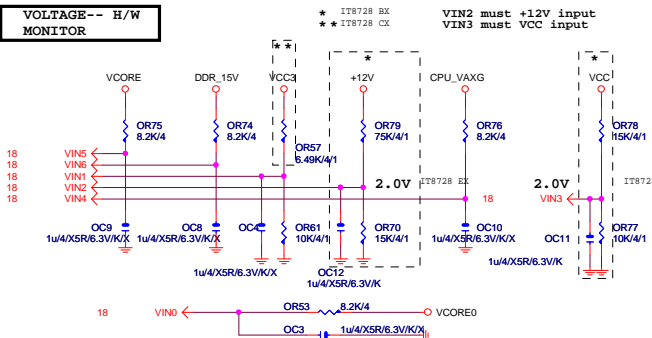 VOLTAGE-- H/W
MONITOR
* IT8728 BX
** IT8728 CX
VIN2 must +12V input
VIN3 must VCC input
**
*
*
VCORE
DDR_15V
VCC3
+12V
CPU_VAXG
VCC
OR75
8.2K/4
OR74
8.2K/4
OR57
6.49K/4/1
OR79
75K/4/1
OR76
8.2K/4
OR78
15K/4/1
18 VIN5
18 VIN6
18 VIN1
18 VIN2
18 VIN4
2.0V
IT8728 EX
18 VIN3
2.0V
IT8728
OC9
1u/4/X5R/6.3V/K/X
OC8
1u/4/X5R/6.3V/K/X
OC4
1u/4/X5R/6.3V/K/X
OR61
10K/4/1
OC12
1u/4/X5R/6.3V/K
OR70
15K/4/1
OC10
1u/4/X5R/6.3V/K/X
OC11
1u/4/X5R/6.3V/K
OR77
10K/4/1
18 VIN0
OR53
8.2K/4
VCORE0
OC3
1u/4/X5R/6.3V/K/X